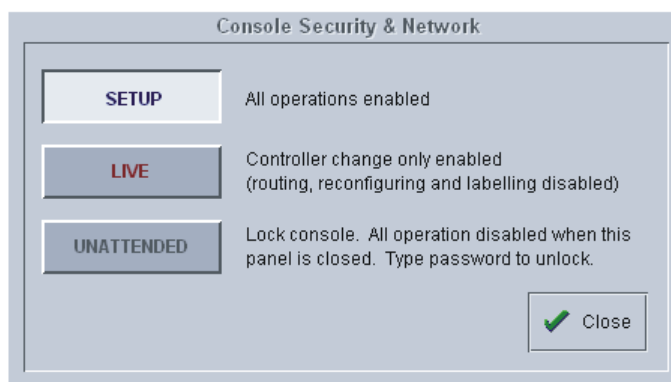 Console Security & Network
SETUP
All operations enabled
LIVE
Controller change only enabled
(routing, reconfiguring and labelling disabled)
UNATTENDED
Lock console. All operation disabled when this
panel is closed. Type password to unlock.
Close